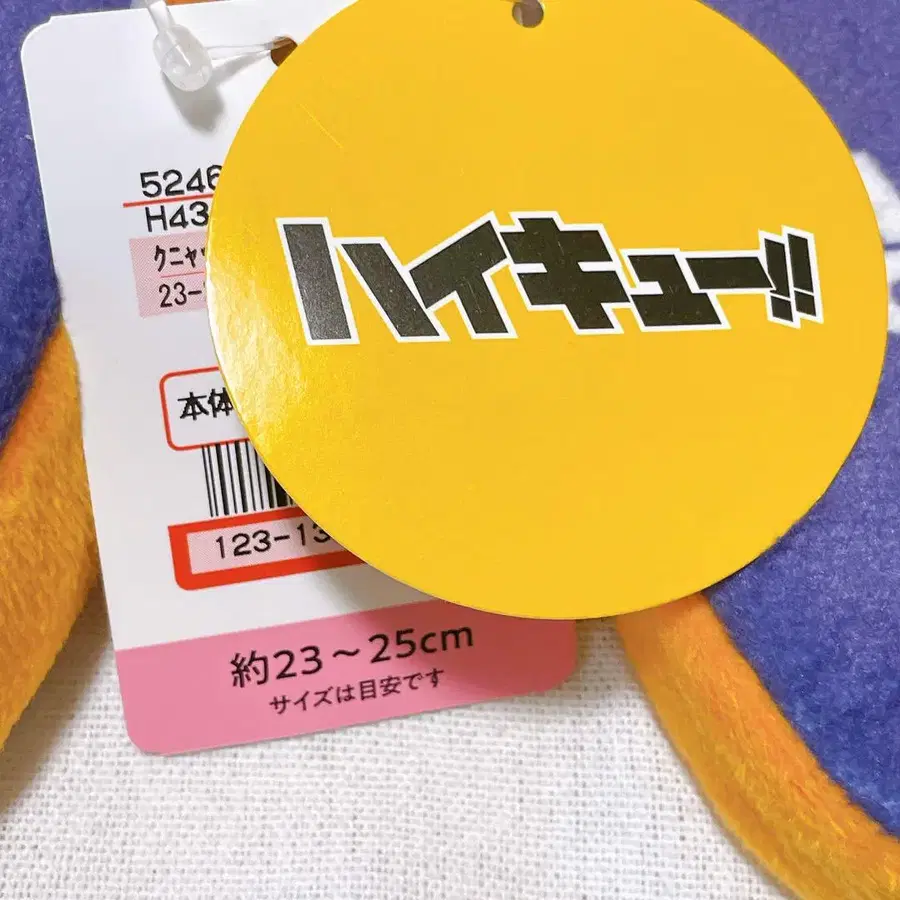 5246
H43
クニャッ
23-
本体
123-13
約23～25cm
サイズは目安です
ハイキュー!!